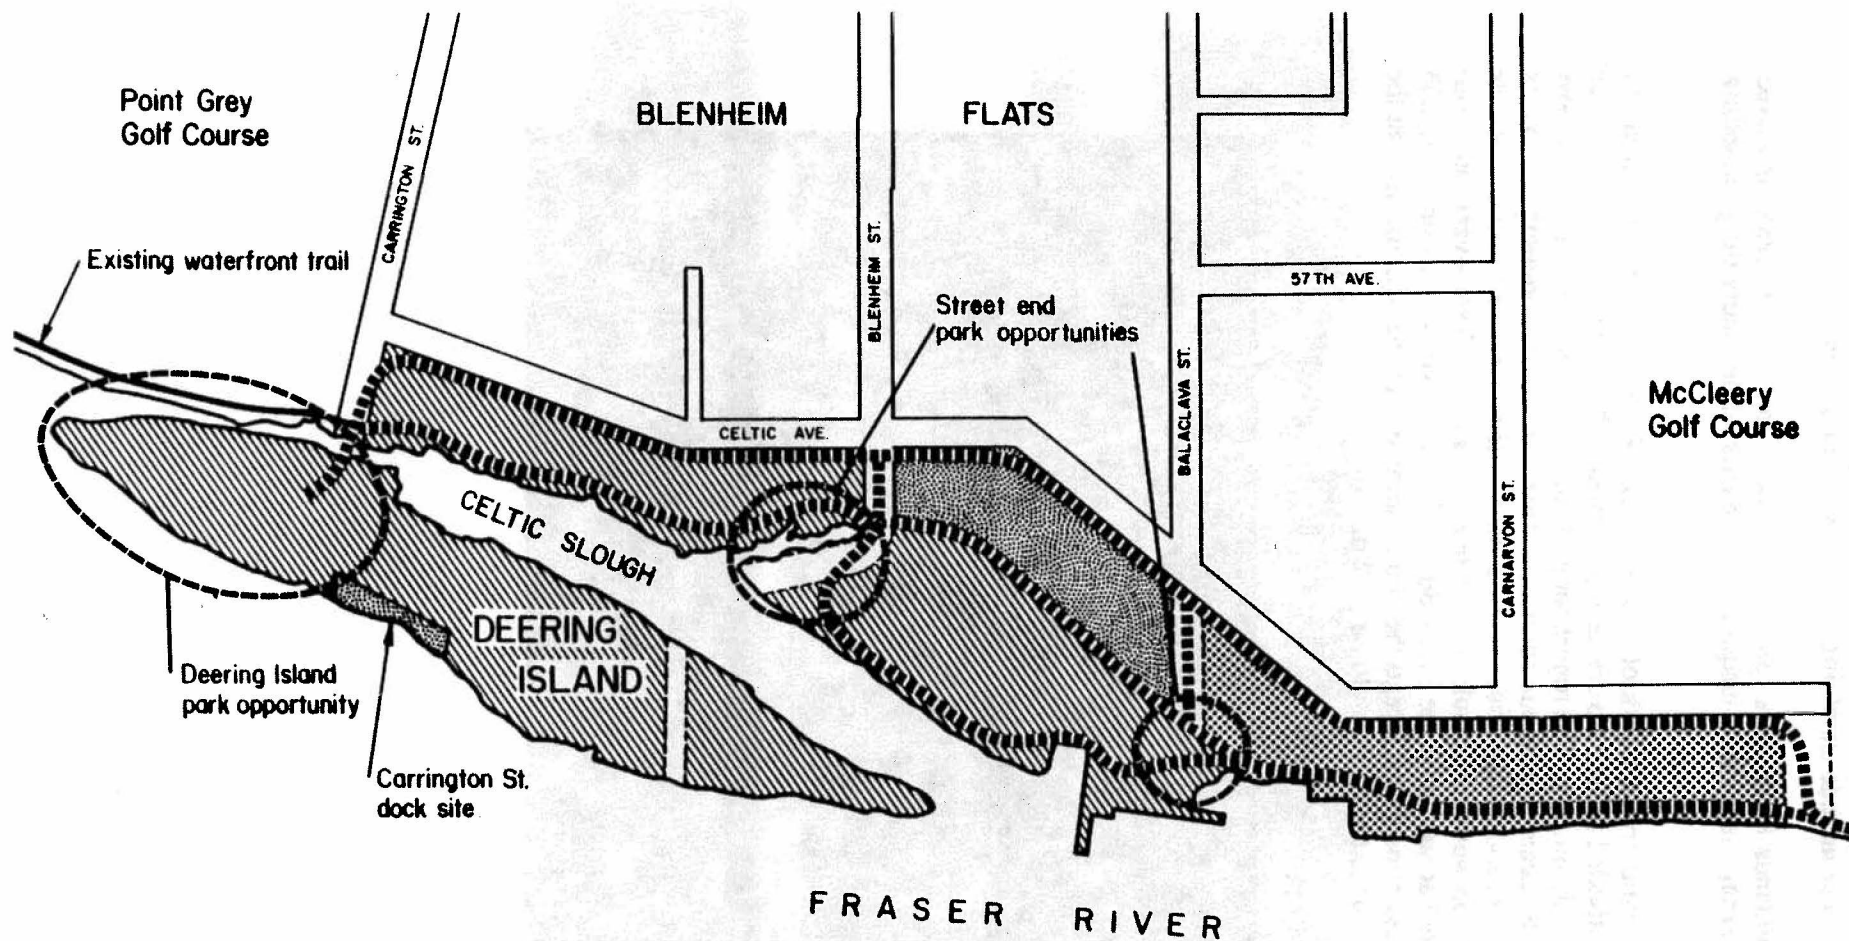 Point Grey
Golf Course
BLENHEIM FLATS
CARRINGTON ST.
Existing waterfront trail
BLENHEIM ST.
Street end
park opportunities
57TH AVE.
BALACLAVA ST.
McCleery
Golf Course
CELTIC AVE.
CARNARVON ST.
CELTIC SLOUGH
DEERING
ISLAND
Deering Island
park opportunity
Carrington St.
dock site
FRASER RIVER